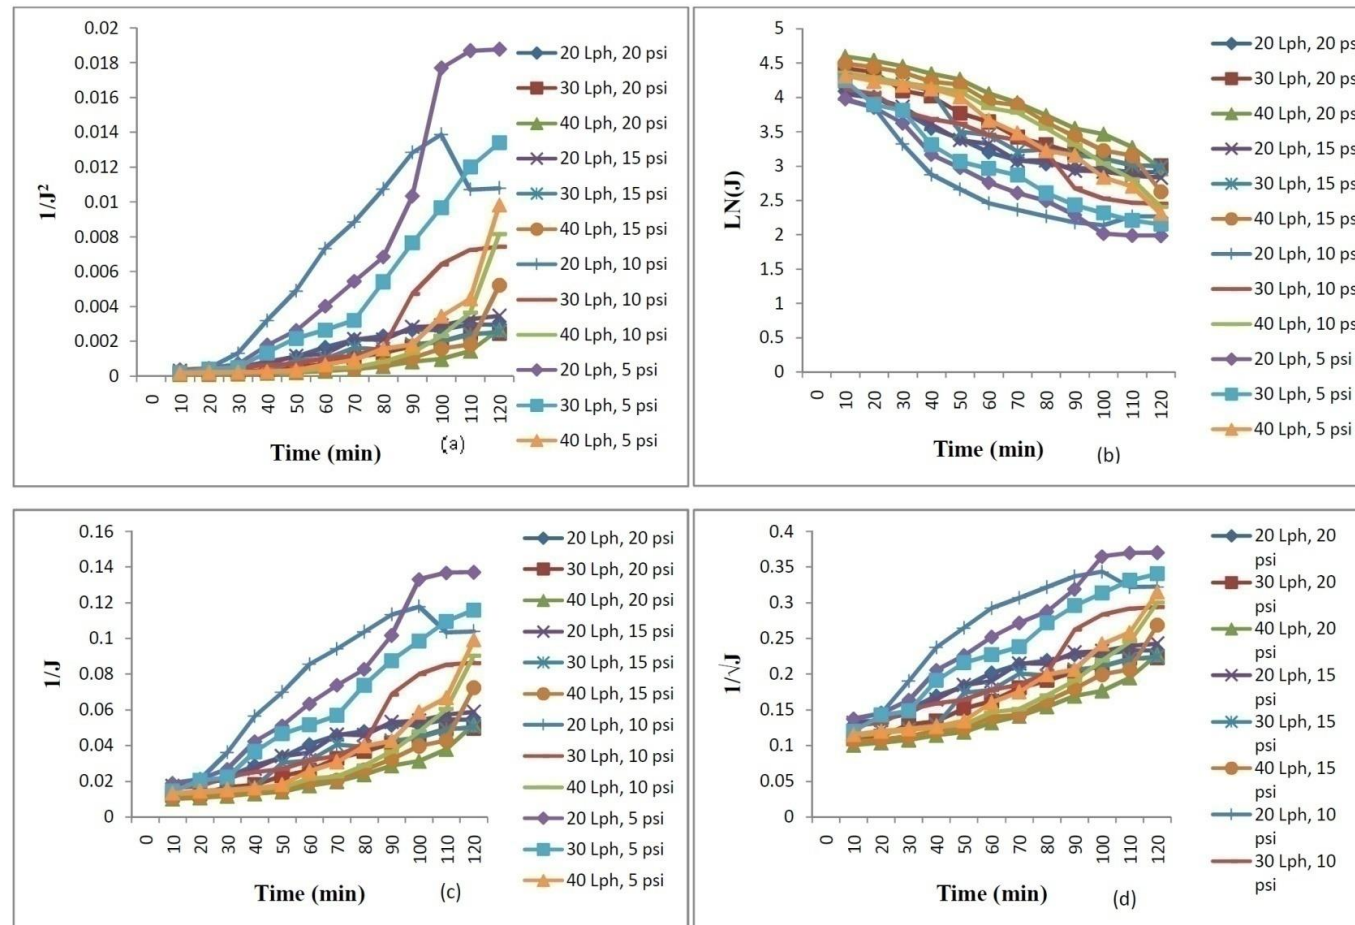 0.02
0.018
0.016
0.014
0.012
0.01
0.008
0.006
0.004
0.002
0
1/J²
0 10 20 30 40 50 60 70 80 90 100 110 120
Time (min)
(a)
20 Lph, 20 psi
30 Lph, 20 psi
40 Lph, 20 psi
20 Lph, 15 psi
30 Lph, 15 psi
40 Lph, 15 psi
20 Lph, 10 psi
30 Lph, 10 psi
40 Lph, 10 psi
20 Lph, 5 psi
30 Lph, 5 psi
40 Lph, 5 psi
5
4.5
4
3.5
3
2.5
2
1.5
1
0.5
0
LN(J)
0 10 20 30 40 50 60 70 80 90 100 110 120
Time (min)
(b)
20 Lph, 20 ps
30 Lph, 20 ps
40 Lph, 20 ps
20 Lph, 15 ps
30 Lph, 15 ps
40 Lph, 15 ps
20 Lph, 10 ps
30 Lph, 10 ps
40 Lph, 10 ps
20 Lph, 5 psi
30 Lph, 5 psi
40 Lph, 5 psi
0.16
0.14
0.12
0.1
0.08
0.06
0.04
0.02
0
1/J
0 10 20 30 40 50 60 70 80 90 100 110 120
Time (min)
(c)
20 Lph, 20 psi
30 Lph, 20 psi
40 Lph, 20 psi
20 Lph, 15 psi
30 Lph, 15 psi
40 Lph, 15 psi
20 Lph, 10 psi
30 Lph, 10 psi
40 Lph, 10 psi
20 Lph, 5 psi
30 Lph, 5 psi
40 Lph, 5 psi
0.4
0.35
0.3
0.25
0.2
0.15
0.1
0.05
0
1/√J
0 10 20 30 40 50 60 70 80 90 100 110 120
Time (min)
(d)
20 Lph, 20
psi
30 Lph, 20
psi
40 Lph, 20
psi
20 Lph, 15
psi
30 Lph, 15
psi
40 Lph, 15
psi
20 Lph, 10
psi
30 Lph, 10
psi